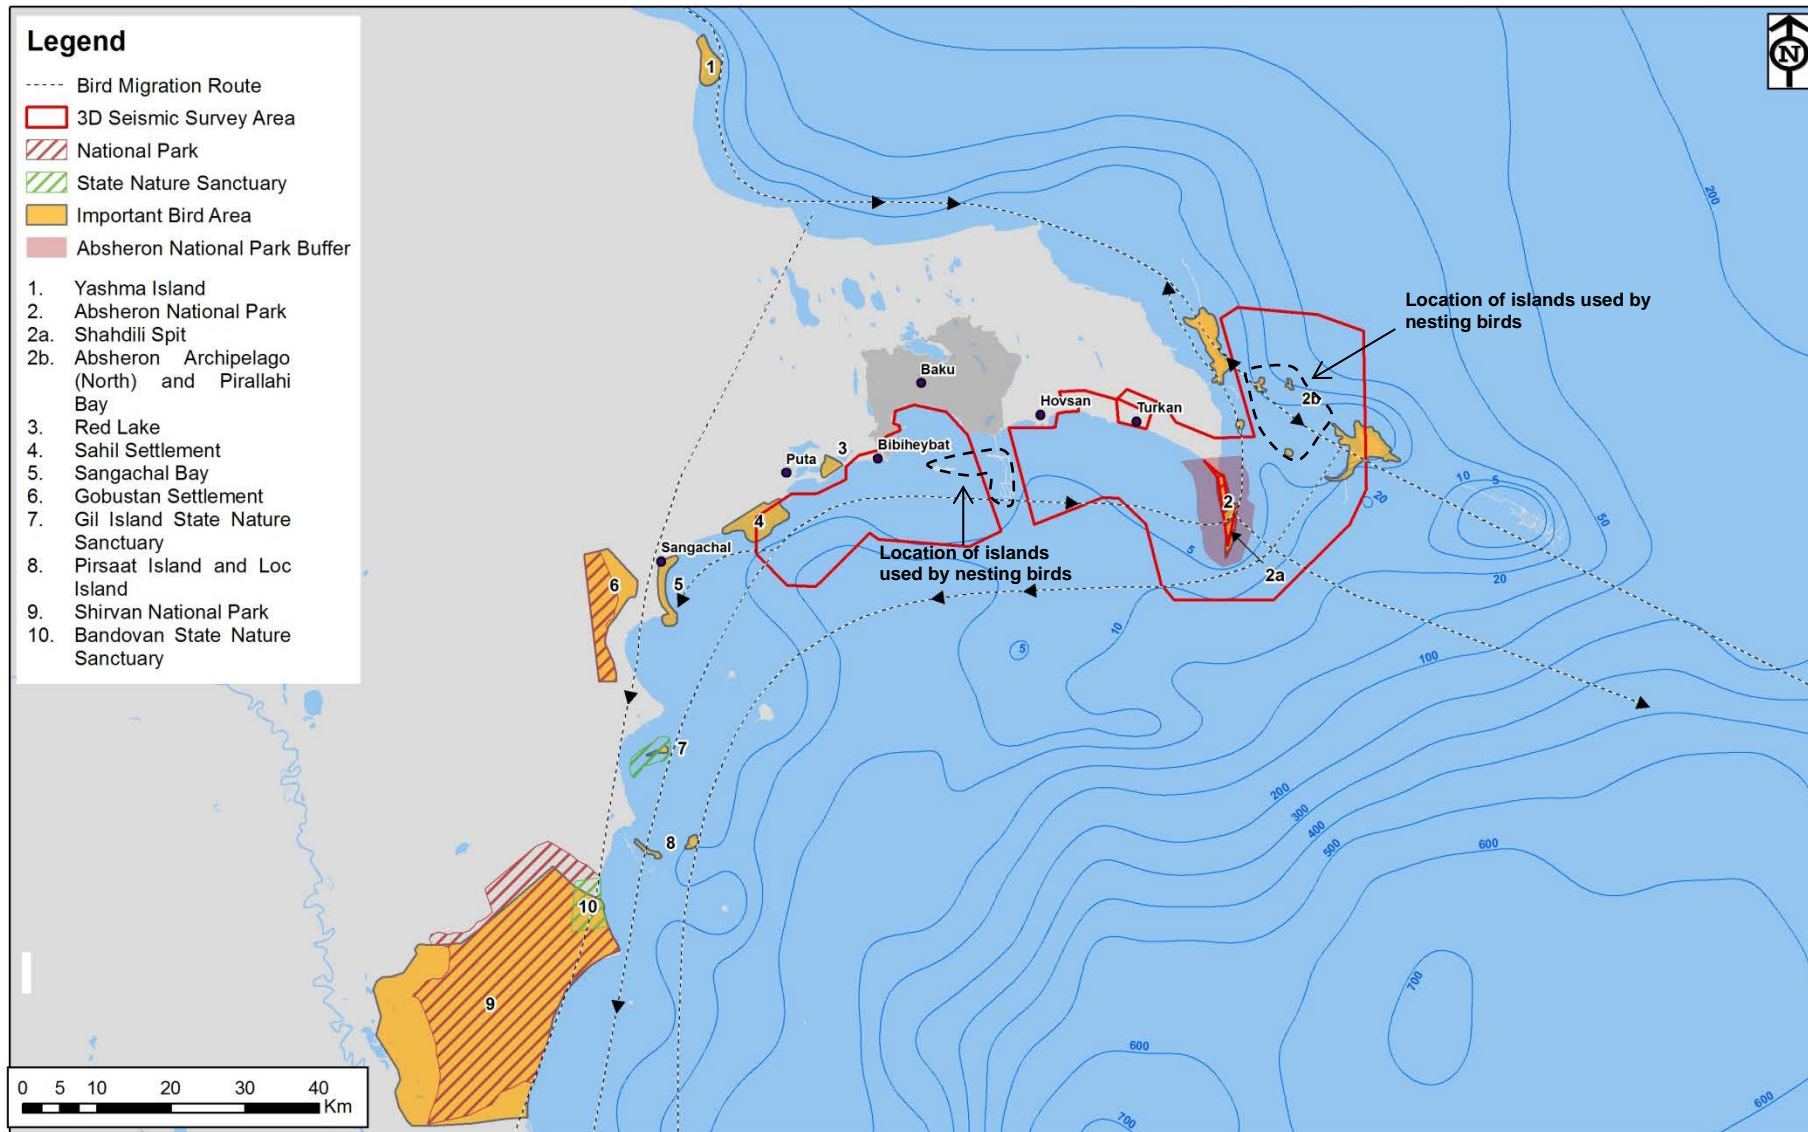 Legend
Bird Migration Route
3D Seismic Survey Area
National Park
State Nature Sanctuary
Important Bird Area
Absheron National Park Buffer
1. Yashma Island
2. Absheron National Park
2a. Shahdili Spit
2b. Absheron Archipelago
(North) and Pirallahi
Bay
3. Red Lake
4. Sahil Settlement
5. Sangachal Bay
6. Gobustan Settlement
7. Gil Island State Nature
Sanctuary
8. Pirsaat Island and Loc
Island
9. Shirvan National Park
10. Bandovan State Nature
Sanctuary
0 5 10 20 30 40
Km
N
1
200
Location of islands used by
nesting birds
2b
Baku
Hovsan
Turkan
Bibiheybat
3
Puta
4
Sangachal
5
6
2
2a
Location of islands
used by nesting birds
5
20
10
5
50
20
10
5
100
7
200
300
400
500
600
8
10
9
700
600
700
600